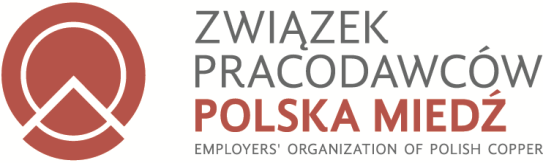 ZWIĄZEK
PRACODAWCÓW
POLSKA MIEDŹ
EMPLOYERS' ORGANIZATION OF POLISH COPPER